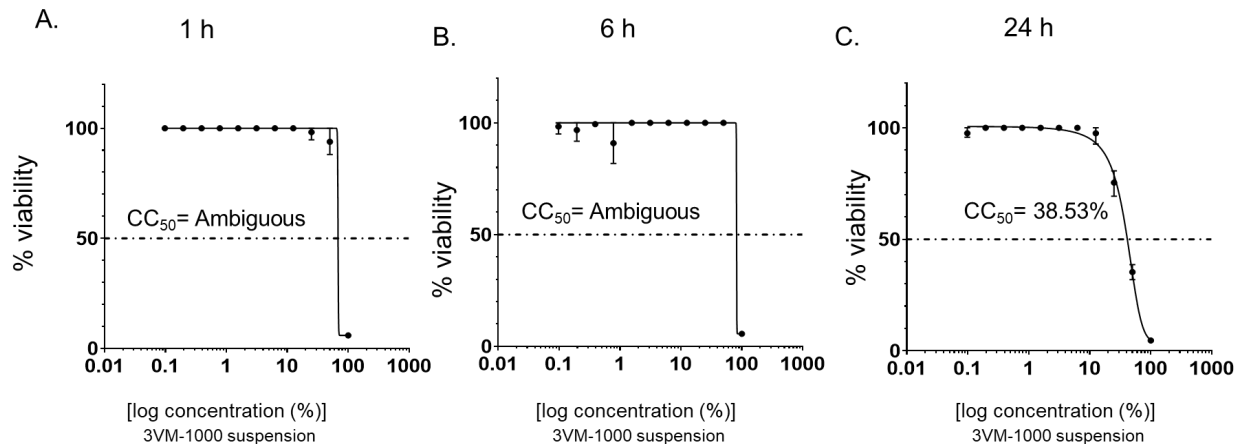 A.
1 h
% viability
100
50
0
CC₅₀= Ambiguous
0.01 0.1 1 10 100 1000
[log concentration (%)]
3VM-1000 suspension
B.
6 h
% viability
100
50
0
CC₅₀= Ambiguous
0.01 0.1 1 10 100 1000
[log concentration (%)]
3VM-1000 suspension
C.
24 h
% viability
100
50
0
CC₅₀= 38.53%
0.01 0.1 1 10 100 1000
[log concentration (%)]
3VM-1000 suspension